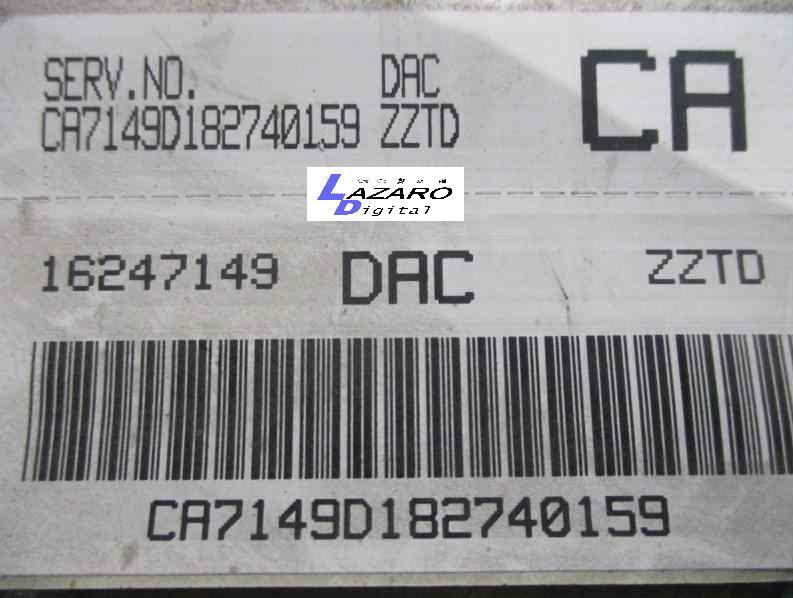 SERV.NO. DAC CA
CA7149D182740159 ZZTD
LAZARO
Digital
16247149 DAC ZZTD
CA7149D182740159